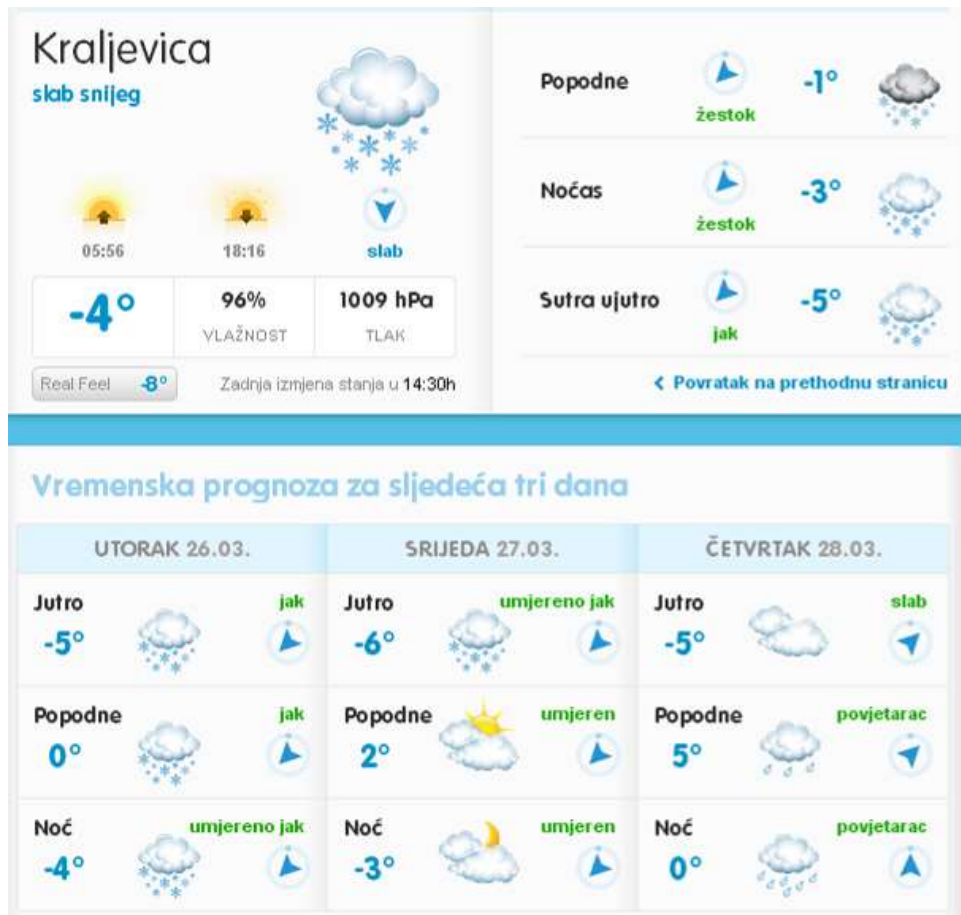 Kraljevica
slab snijeg
05:56
18:16
slab
-4°
96%
VLAŽNOST
1009 hPa
TLAK
Real Feel -8°
Zadnja izmjena stanja u 14:30h
Popodne
žestok
-1°
Noćas
žestok
-3°
Sutra ujutro
jak
-5°
Povratak na prethodnu stranicu
Vremenska prognoza za sljedeća tri dana
UTORAK 26.03.
Jutro
jak
-5°
Popodne
jak
0°
Noć
umjereno jak
-4°
SRIJEDA 27.03.
Jutro
umjereno jak
-6°
Popodne
umjeren
2°
Noć
umjeren
-3°
ČETVRTAK 28.03.
Jutro
slab
-5°
Popodne
povjetarac
5°
Noć
povjetarac
0°